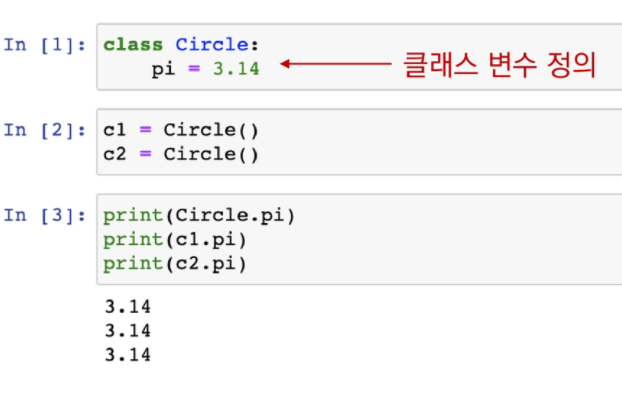 In [1]: class Circle:
    pi = 3.14 클래스 변수 정의
In [2]: c1 = Circle()
c2 = Circle()
In [3]: print(Circle.pi)
print(c1.pi)
print(c2.pi)
3.14
3.14
3.14